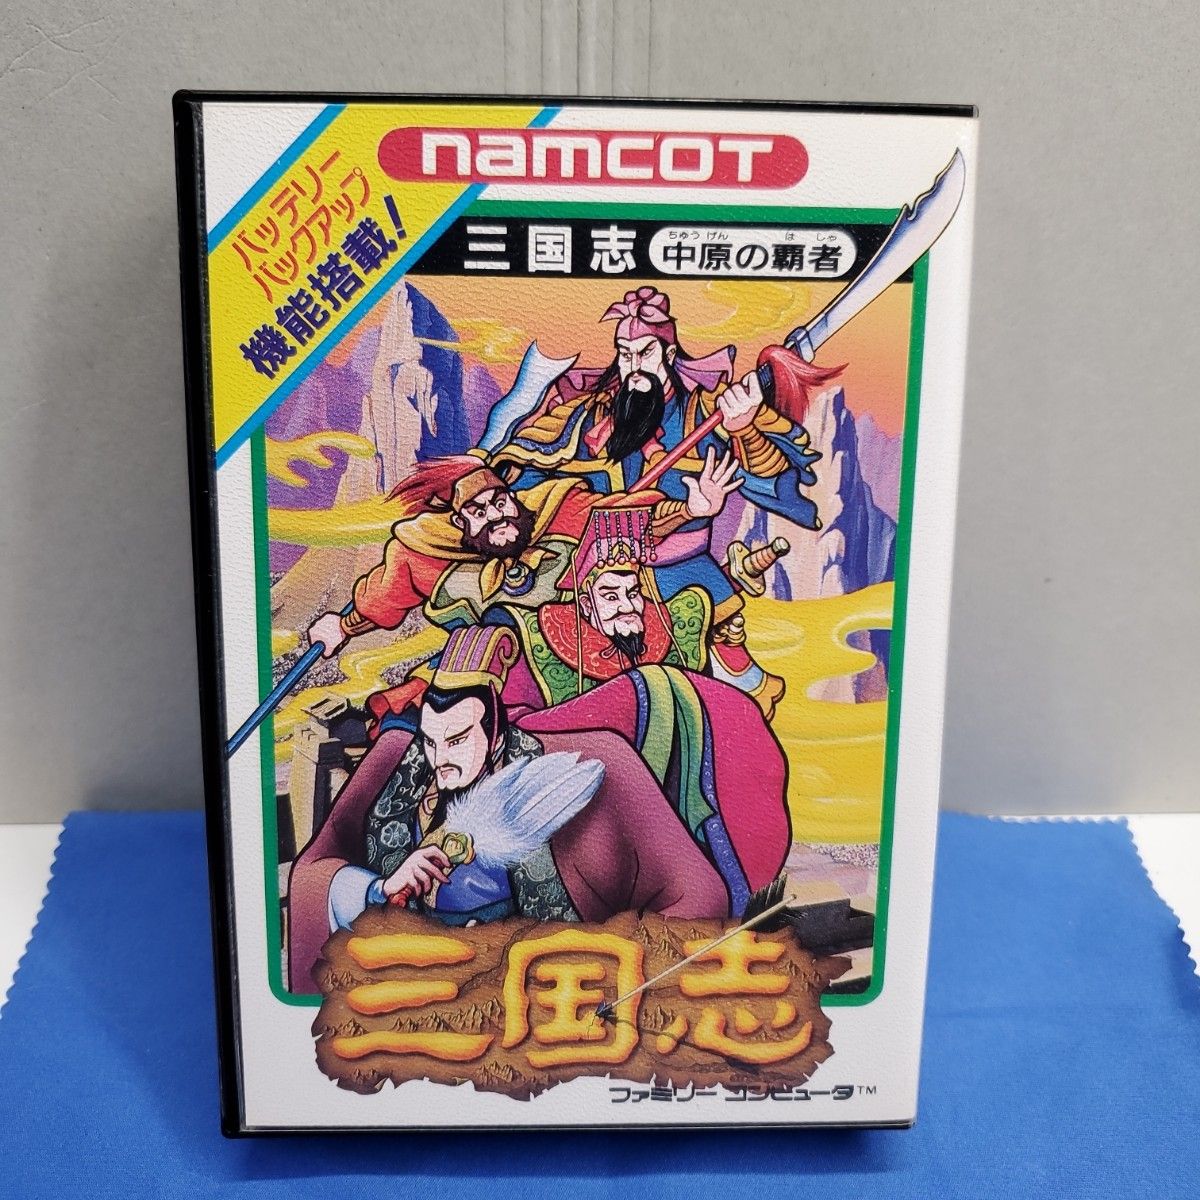 namcot
バッテリー
バックアップ
機能搭載!
三国志 中原の覇者
ちゅうげん はしゃ
三国志
ファミリーコンピュータ™